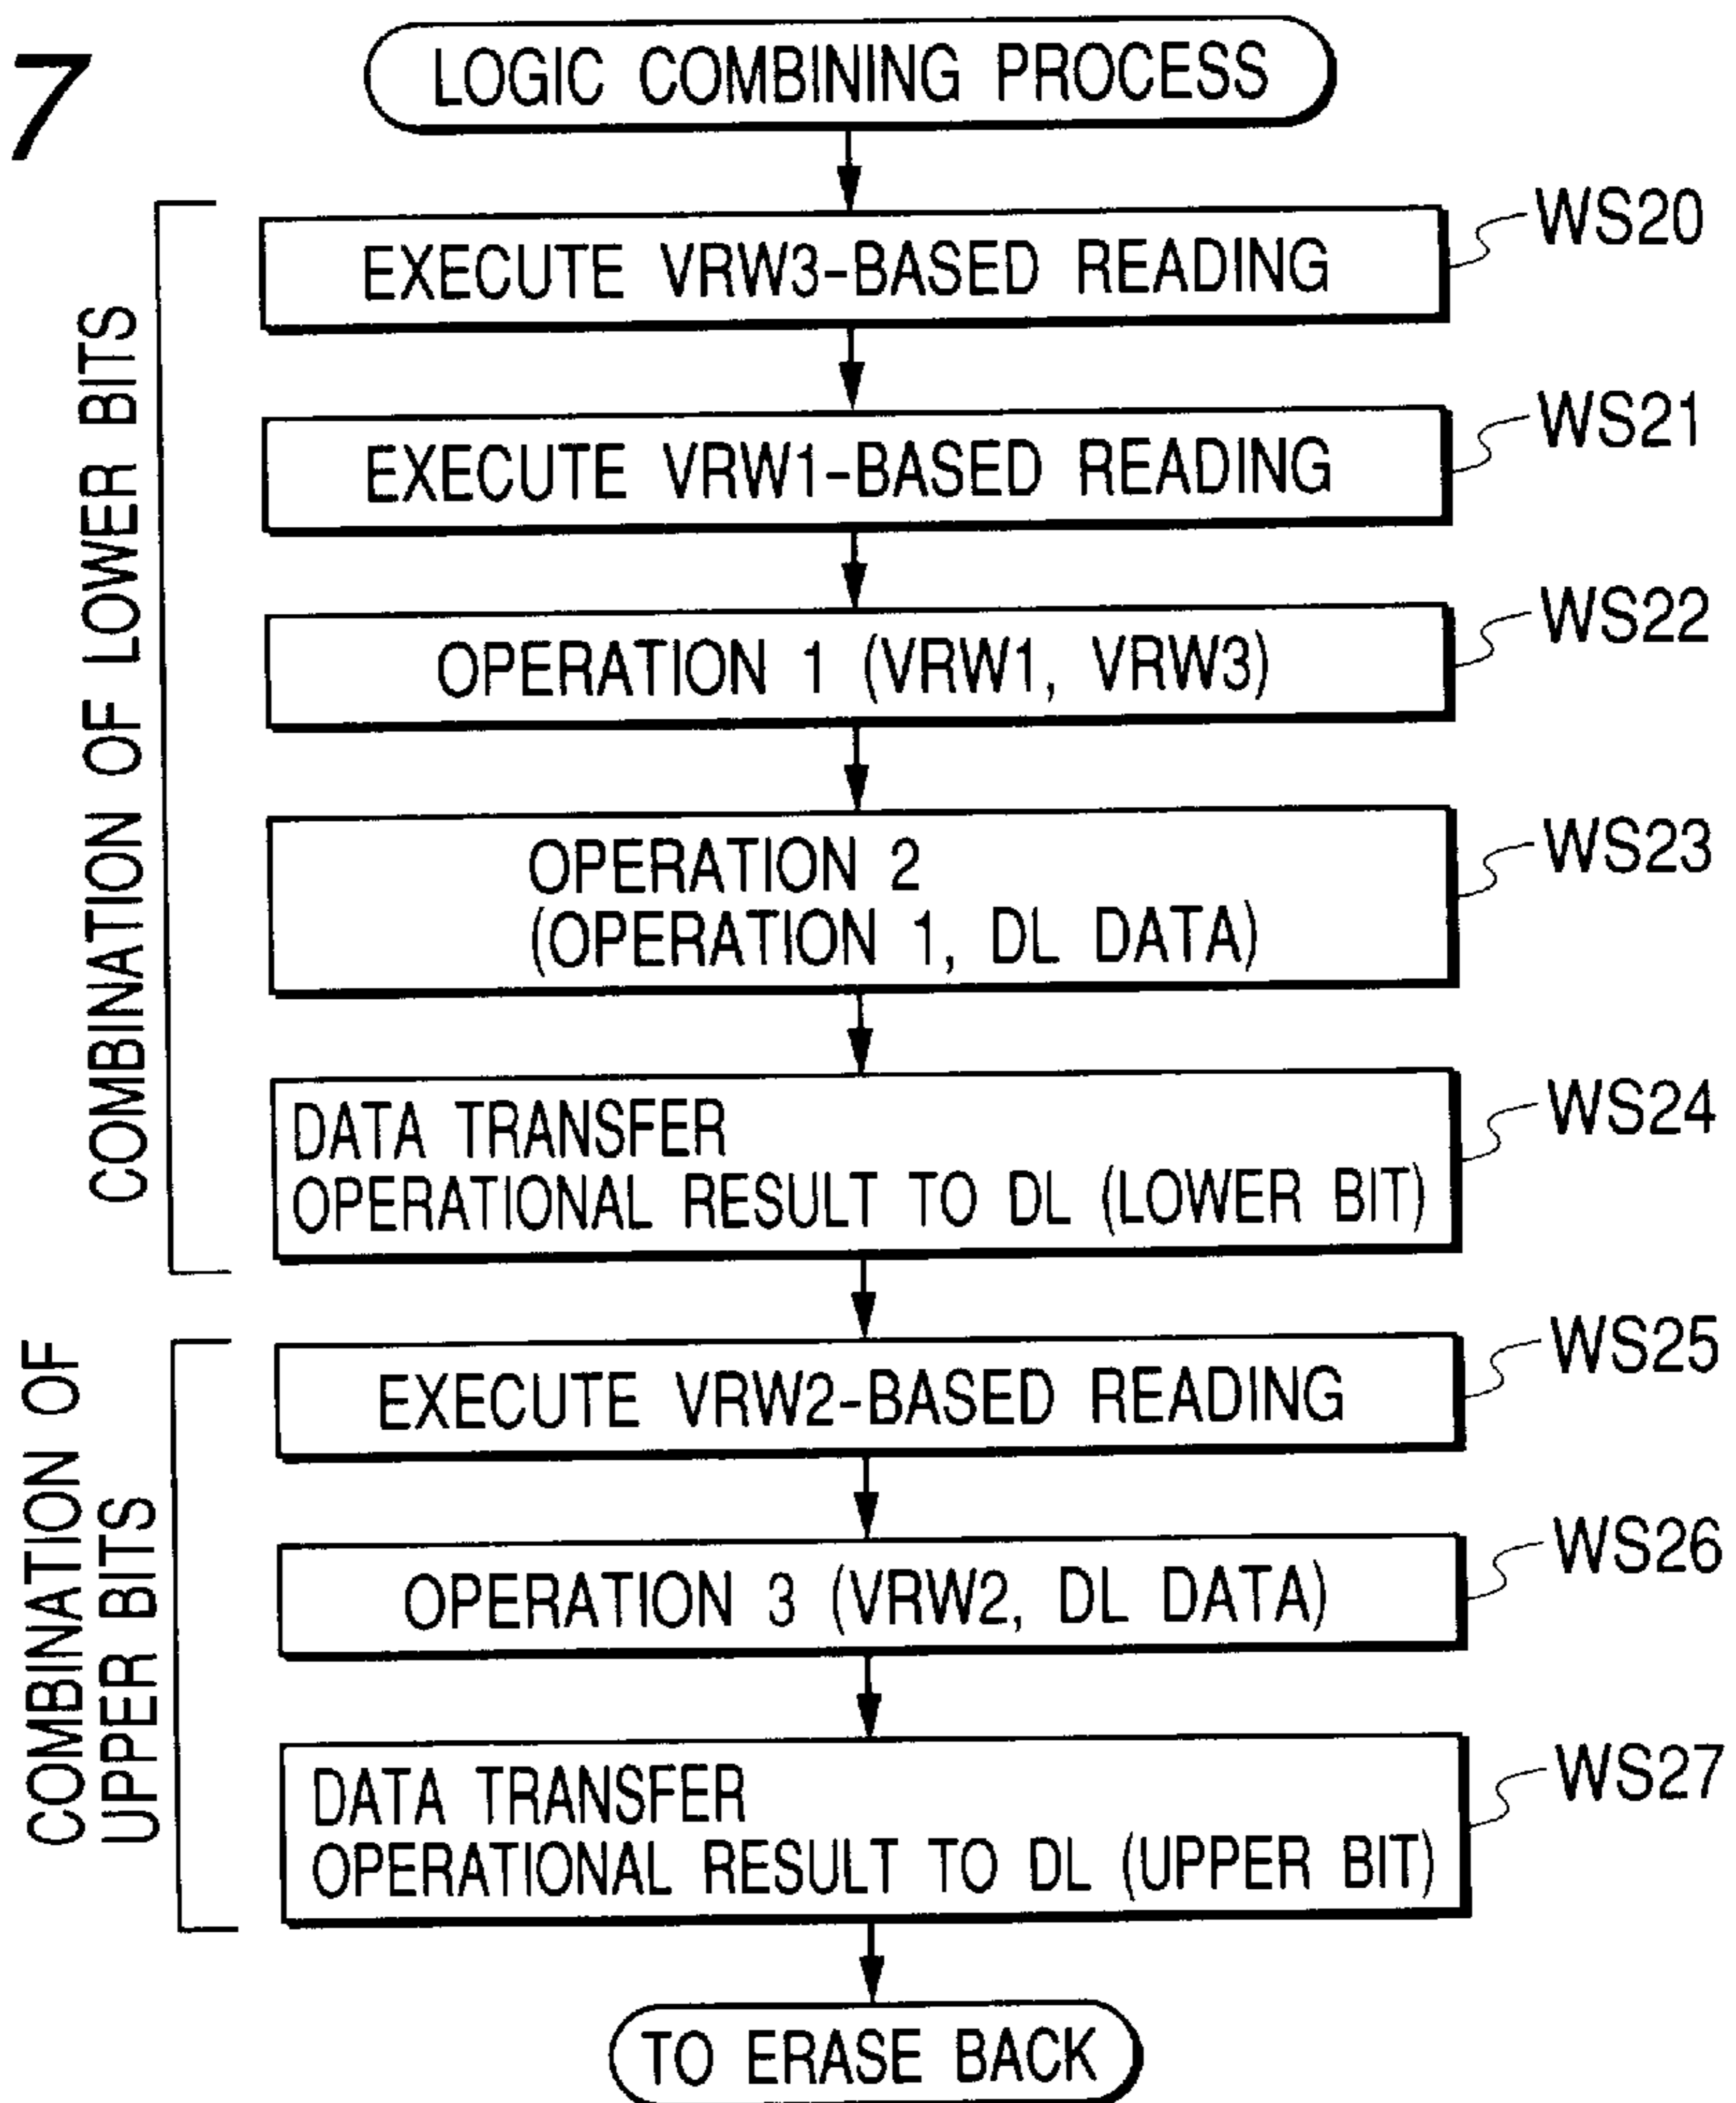 7
LOGIC COMBINING PROCESS
COMBINATION OF LOWER BITS
EXECUTE VRW3-BASED READING
WS20
EXECUTE VRW1-BASED READING
WS21
OPERATION 1 (VRW1, VRW3)
WS22
OPERATION 2
(OPERATION 1, DL DATA)
WS23
DATA TRANSFER
OPERATIONAL RESULT TO DL (LOWER BIT)
WS24
COMBINATION OF
UPPER BITS
EXECUTE VRW2-BASED READING
WS25
OPERATION 3 (VRW2, DL DATA)
WS26
DATA TRANSFER
OPERATIONAL RESULT TO DL (UPPER BIT)
WS27
TO ERASE BACK